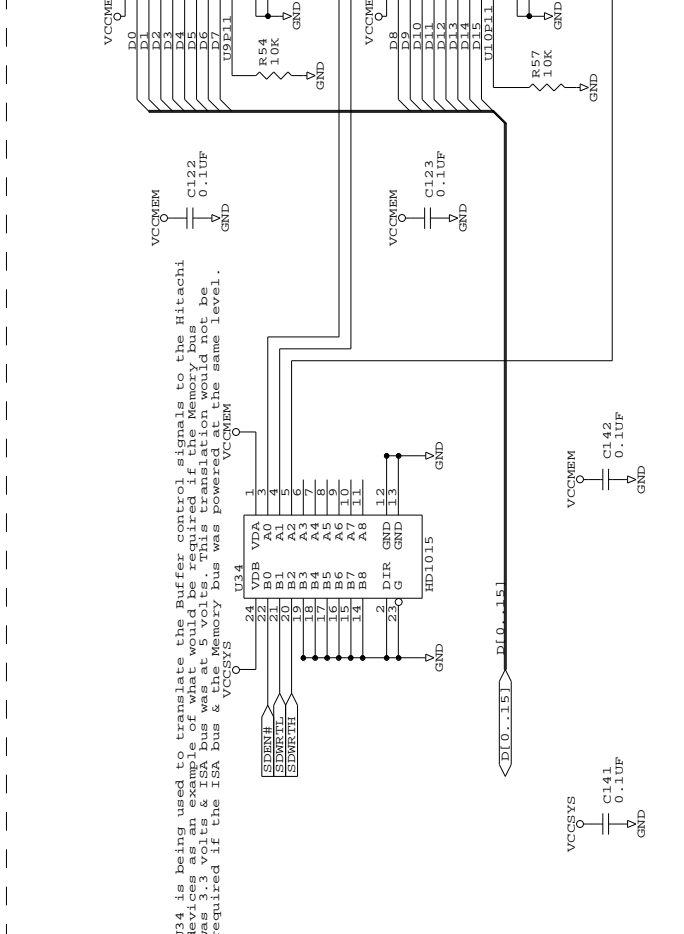 U34 is being used to translate the Buffer control signals to the Hitachi
devices as an example of what would be required if the Memory bus
was 3.3 volts & ISA bus was at 5 volts. This translation would not be
required if the ISA bus & the Memory bus was powered at the same level.
VCCMEM
D0
D1
D2
D3
D4
D5
D6
D7
U9P11
R54
10K
GND
GND
VCCMEM
D8
D9
D10
D11
D12
D13
D14
D15
U10P11
R57
10K
GND
GND
VCCMEM
C122
0.1UF
GND
VCCMEM
C123
0.1UF
GND
VCCMEM
1
3
4
5
6
7
8
9
10
11
12
13
GND
U34
VDA
A0
A1
A2
A3
A4
A5
A6
A7
A8
GND
GND
VDB
B0
B1
B2
B3
B4
B5
B6
B7
B8
DIR
G
HD1015
24
22
21
20
19
18
17
16
15
14
2
23
VCCSYS
GND
SDEN#
SDWRTL
SDWRTH
D[0..15]
D[0..15]
VCCMEM
C142
0.1UF
GND
VCCSYS
C141
0.1UF
GND